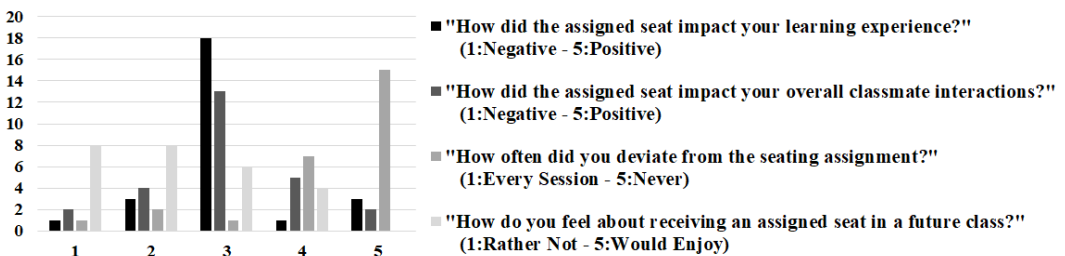 20
18
16
14
12
10
8
6
4
2
0
1 2 3 4 5
"How did the assigned seat impact your learning experience?"
(1:Negative - 5:Positive)
"How did the assigned seat impact your overall classmate interactions?"
(1:Negative - 5:Positive)
"How often did you deviate from the seating assignment?"
(1:Every Session - 5:Never)
"How do you feel about receiving an assigned seat in a future class?"
(1:Rather Not - 5:Would Enjoy)